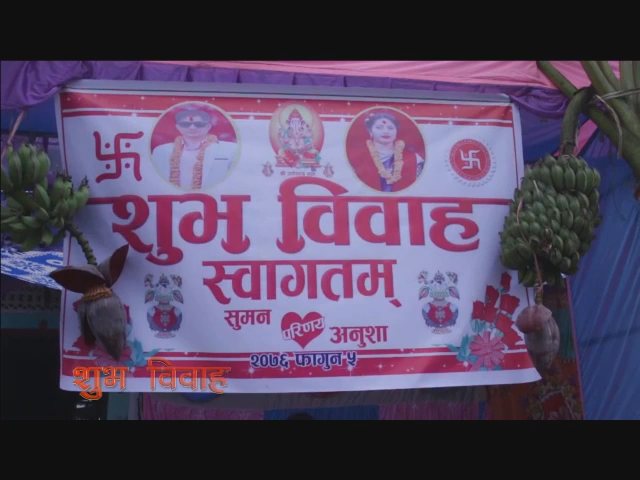 शुभ विवाह
स्वागतम्
सुमन
परिणय
अनुशा
२०७६ फागुन ५
शुभ विवाह